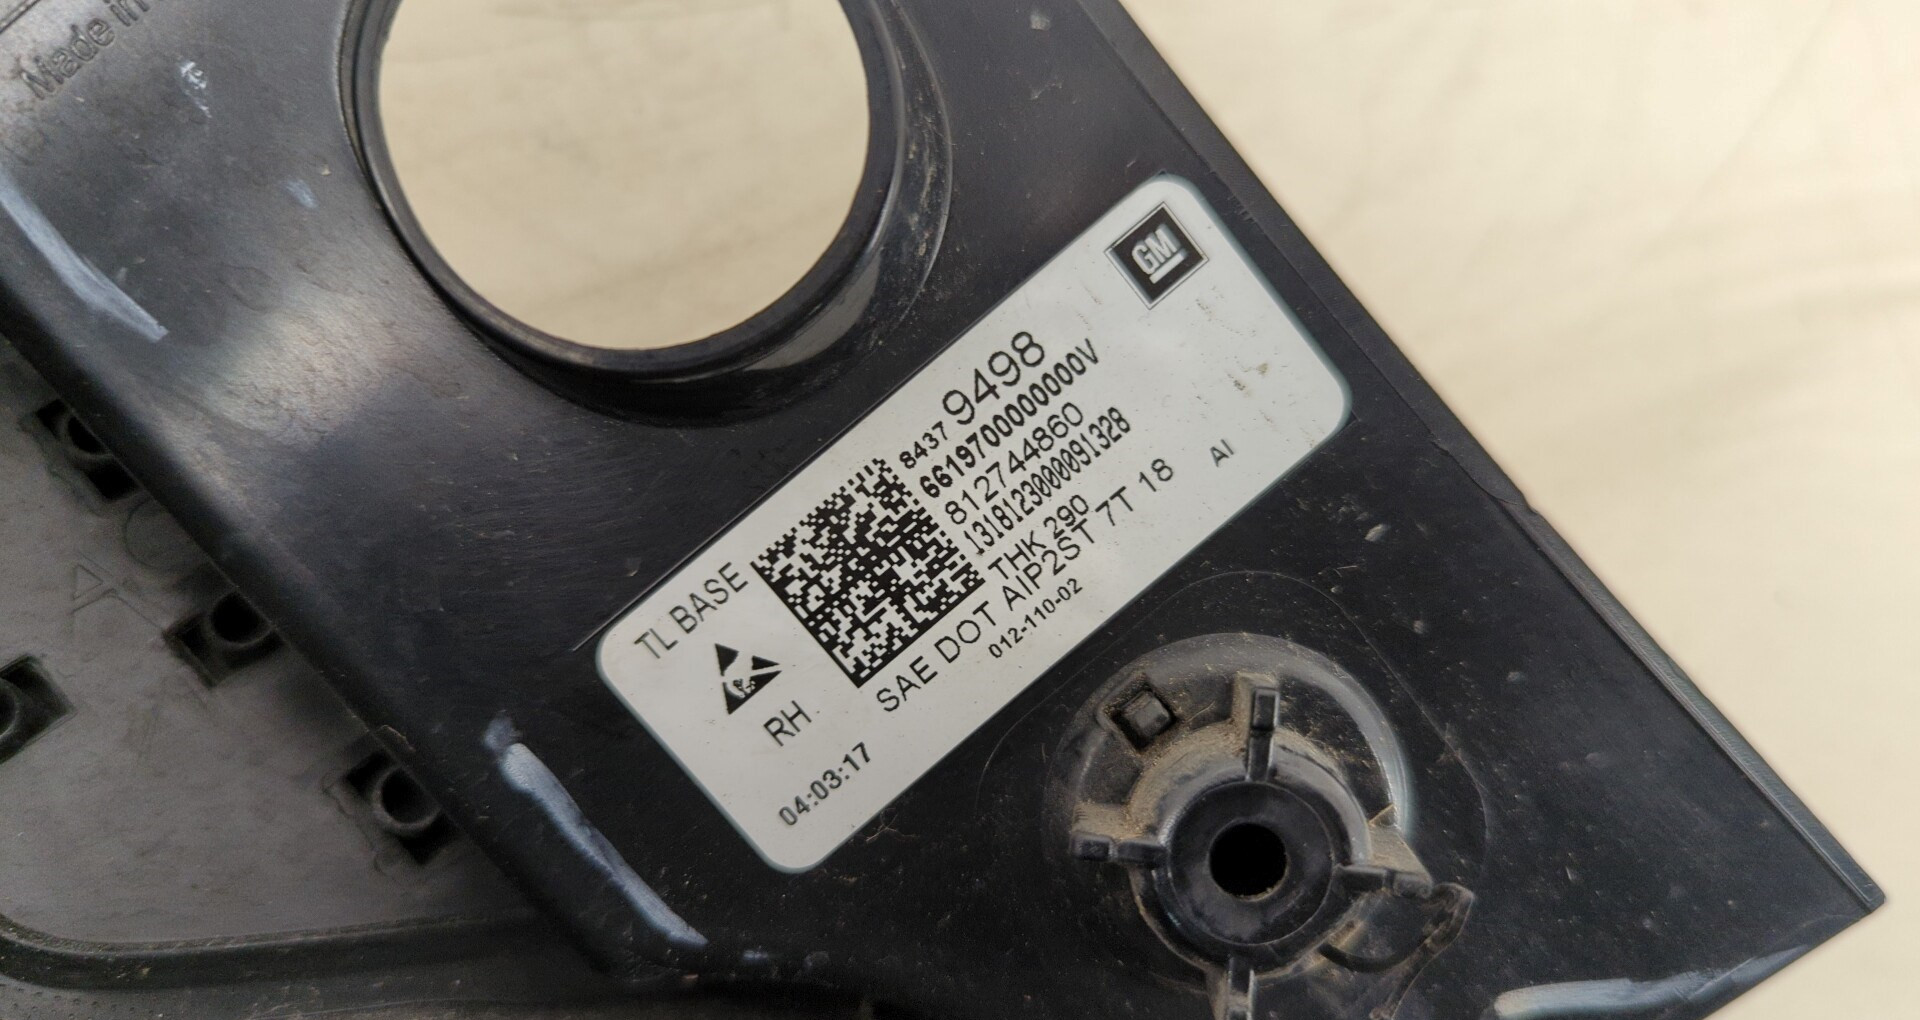 Made in
GM
8437 9498
661970000000000V
812744860
1318123000091328
THK 290
TL BASE
SAE DOT AIP2ST 7T 18
AI
012-110-02
RH
04:03:17